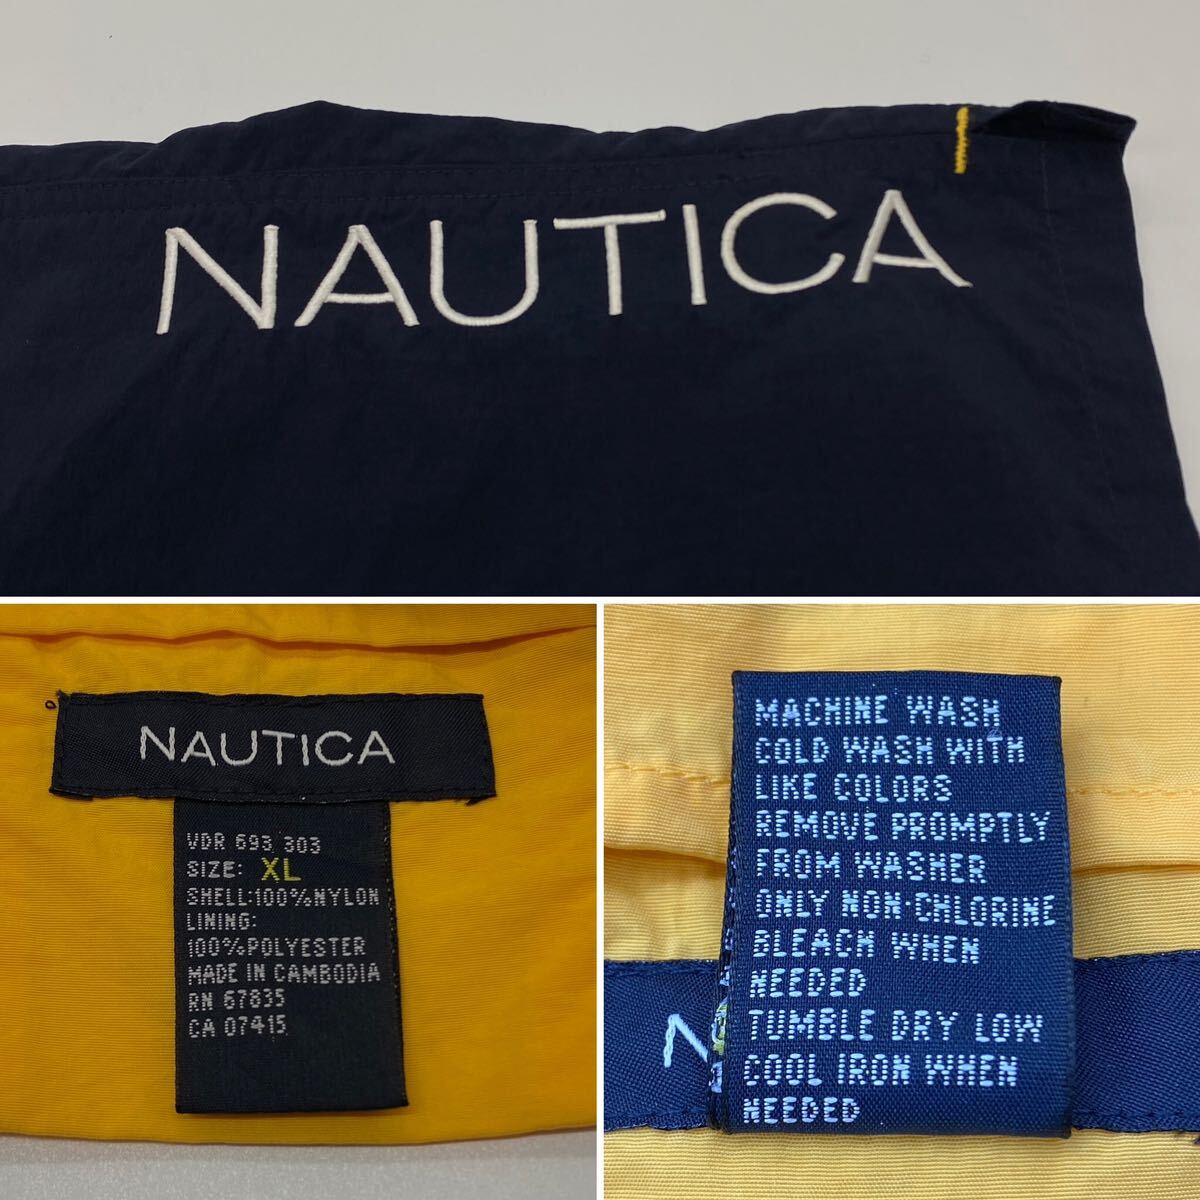 NAUTICA
NAUTICA
VDR 693 303
SIZE: XL
SHELL:100%NYLON
LINING:
100%POLYESTER
MADE IN CAMBODIA
RN 67835
CA 07415
MACHINE WASH
COLD WASH WITH
LIKE COLORS
REMOVE PROMPTLY
FROM WASHER
ONLY NON-CHLORINE
BLEACH WHEN
NEEDED
TUMBLE DRY LOW
COOL IRON WHEN
NEEDED